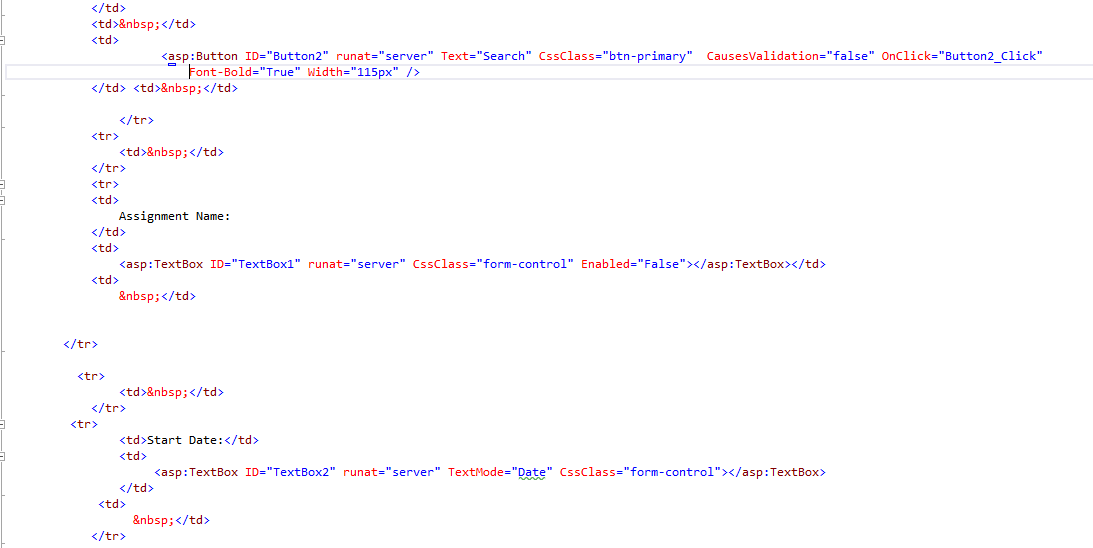 </td>
<td>&nbsp;</td>
<td>
<asp:Button ID="Button2" runat="server" Text="Search" CssClass="btn-primary"  CausesValidation="false" OnClick="Button2_Click"
Font-Bold="True" Width="115px" />
</td> <td>&nbsp;</td>
</tr>
<tr>
<td>&nbsp;</td>
</tr>
<tr>
<td>
Assignment Name:
</td>
<td>
<asp:TextBox ID="TextBox1" runat="server" CssClass="form-control" Enabled="False"></asp:TextBox></td>
<td>
&nbsp;</td>
</tr>
<tr>
<td>&nbsp;</td>
</tr>
<tr>
<td>Start Date:</td>
<td>
<asp:TextBox ID="TextBox2" runat="server" TextMode="Date" CssClass="form-control"></asp:TextBox>
</td>
<td>
&nbsp;</td>
</tr>